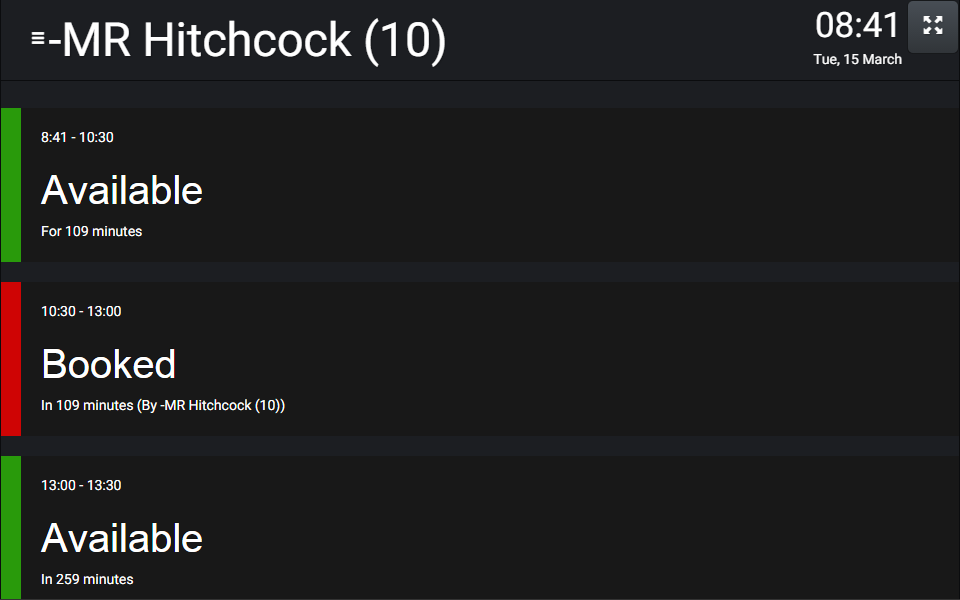 -MR Hitchcock (10)
08:41
Tue, 15 March
8:41 - 10:30
Available
For 109 minutes
10:30 - 13:00
Booked
In 109 minutes (By -MR Hitchcock (10))
13:00 - 13:30
Available
In 259 minutes